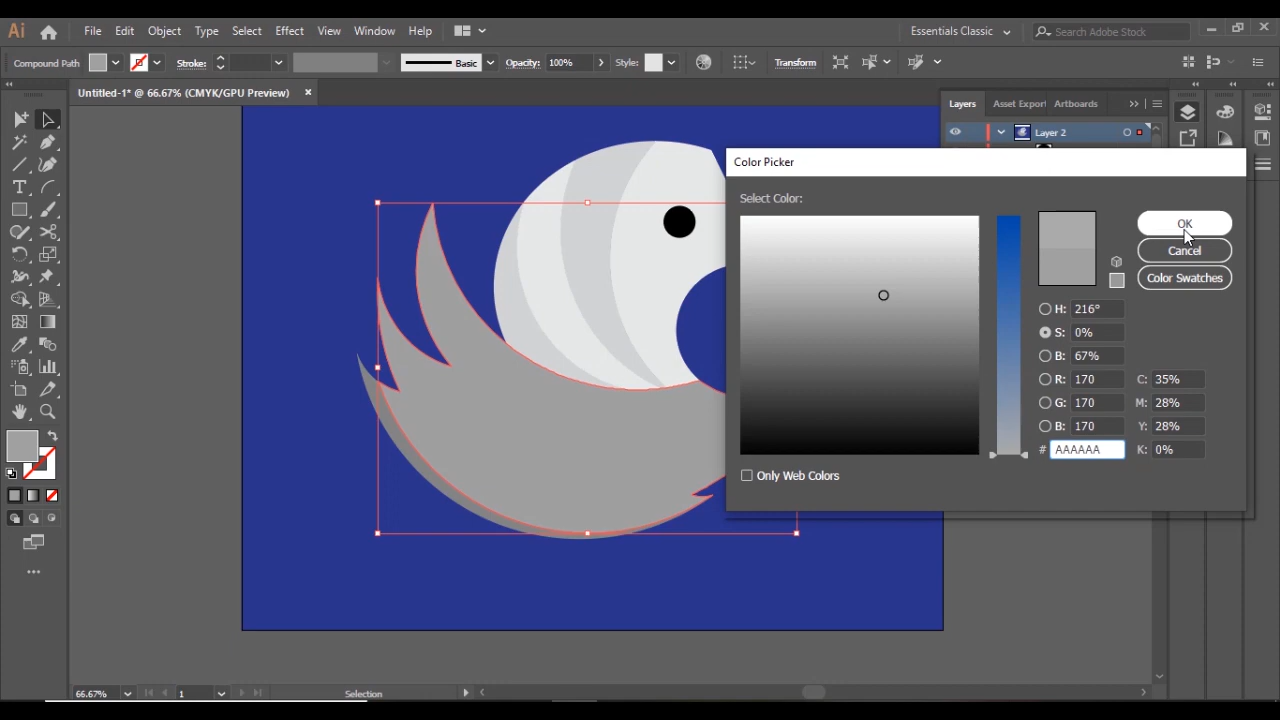 Ai File Edit Object Type Select Effect View Window Help Essentials Classic Search Adobe Stock
Compound Path Stroke: Basic Opacity: 100% Style: Transform
Untitled-1* @ 66.67% (CMYK/GPU Preview) × Layers Asset Export Artboards
Layer 2
Color Picker
Select Color:
OK
Cancel
Color Swatches
H: 216°
S: 0%
B: 67%
R: 170 C: 35%
G: 170 M: 28%
B: 170 Y: 28%
# AAAAAA K: 0%
Only Web Colors
66.67% 1 Selection